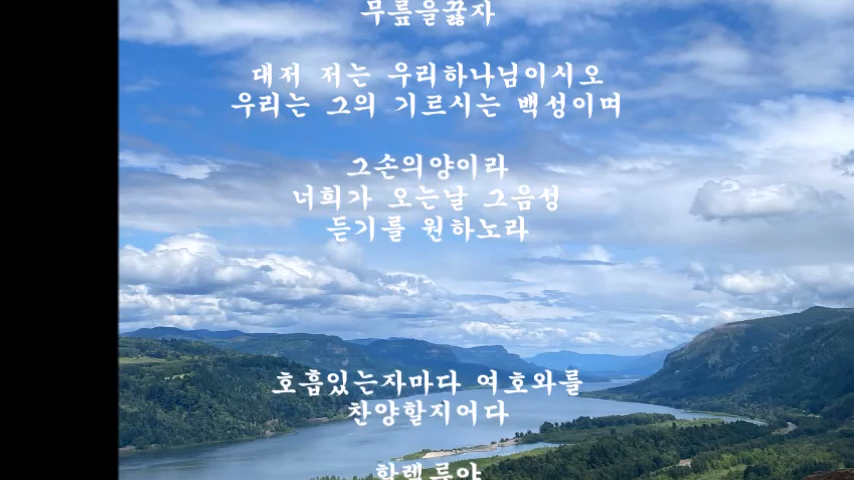 무릎을꿇자
대저 저는 우리하나님이시오
우리는 그의 기르시는 백성이며
그손의양이라
너희가 오는날 그음성
듣기를 원하노라
호흡있는자마다 여호와를
찬양할지어다
할렐루야